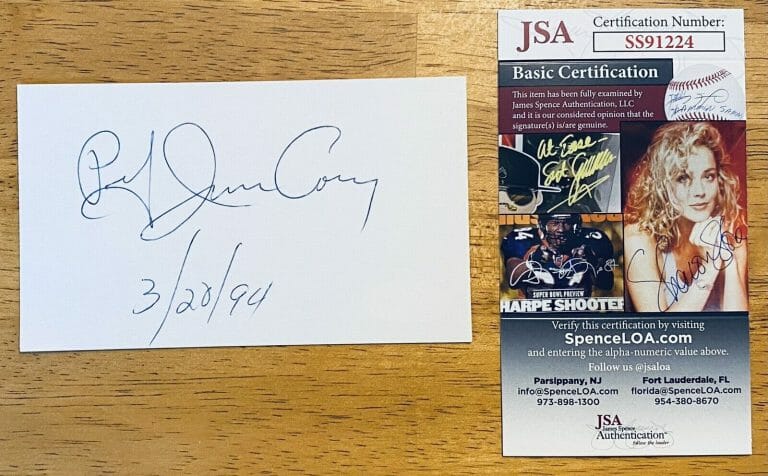 3/20/94
JSA
Certification Number:
SS91224
Basic Certification
This item has been fully examined by
James Spence Authentication, LLC
and it is our considered opinion that the
signature(s) is/are genuine.
At Ease
SUPER BOWL PREVIEW
HARPE SHOOTER
Verify this certification by visiting
SpenceLOA.com
and entering the alpha-numeric value above.
Follow us @jsaloa
Parsippany, NJ
info@SpenceLOA.com
973-898-1300
Fort Lauderdale, FL
florida@SpenceLOA.com
954-380-8670
JSA
James Spence
Authentication